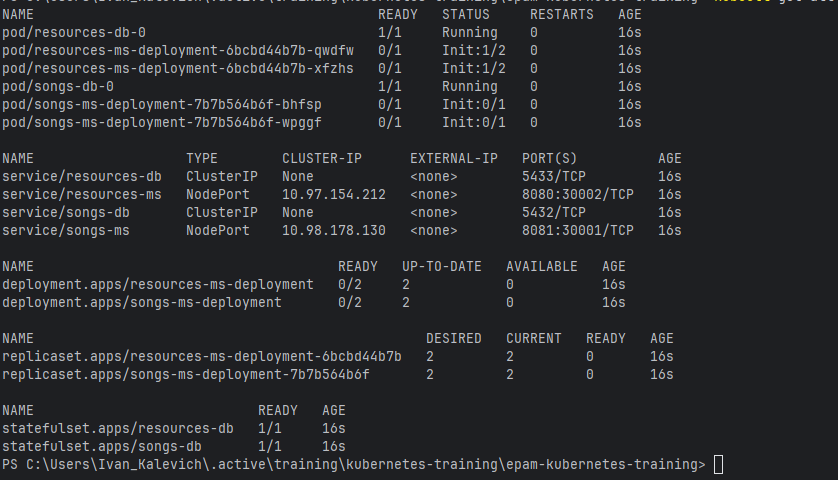 NAME READY STATUS RESTARTS AGE
pod/resources-db-0 1/1 Running 0 16s
pod/resources-ms-deployment-6bcbd44b7b-qwdfw 0/1 Init:1/2 0 16s
pod/resources-ms-deployment-6bcbd44b7b-xfzhs 0/1 Init:1/2 0 16s
pod/songs-db-0 1/1 Running 0 16s
pod/songs-ms-deployment-7b7b564b6f-bhfsp 0/1 Init:0/1 0 16s
pod/songs-ms-deployment-7b7b564b6f-wpggf 0/1 Init:0/1 0 16s
NAME TYPE CLUSTER-IP EXTERNAL-IP PORT(S) AGE
service/resources-db ClusterIP None <none> 5433/TCP 16s
service/resources-ms NodePort 10.97.154.212 <none> 8080:30002/TCP 16s
service/songs-db ClusterIP None <none> 5432/TCP 16s
service/songs-ms NodePort 10.98.178.130 <none> 8081:30001/TCP 16s
NAME READY UP-TO-DATE AVAILABLE AGE
deployment.apps/resources-ms-deployment 0/2 2 0 16s
deployment.apps/songs-ms-deployment 0/2 2 0 16s
NAME DESIRED CURRENT READY AGE
replicaset.apps/resources-ms-deployment-6bcbd44b7b 2 2 0 16s
replicaset.apps/songs-ms-deployment-7b7b564b6f 2 2 0 16s
NAME READY AGE
statefulset.apps/resources-db 1/1 16s
statefulset.apps/songs-db 1/1 16s
PS C:\Users\Ivan_Kalevich\.active\training\kubernetes-training\epam-kubernetes-training>